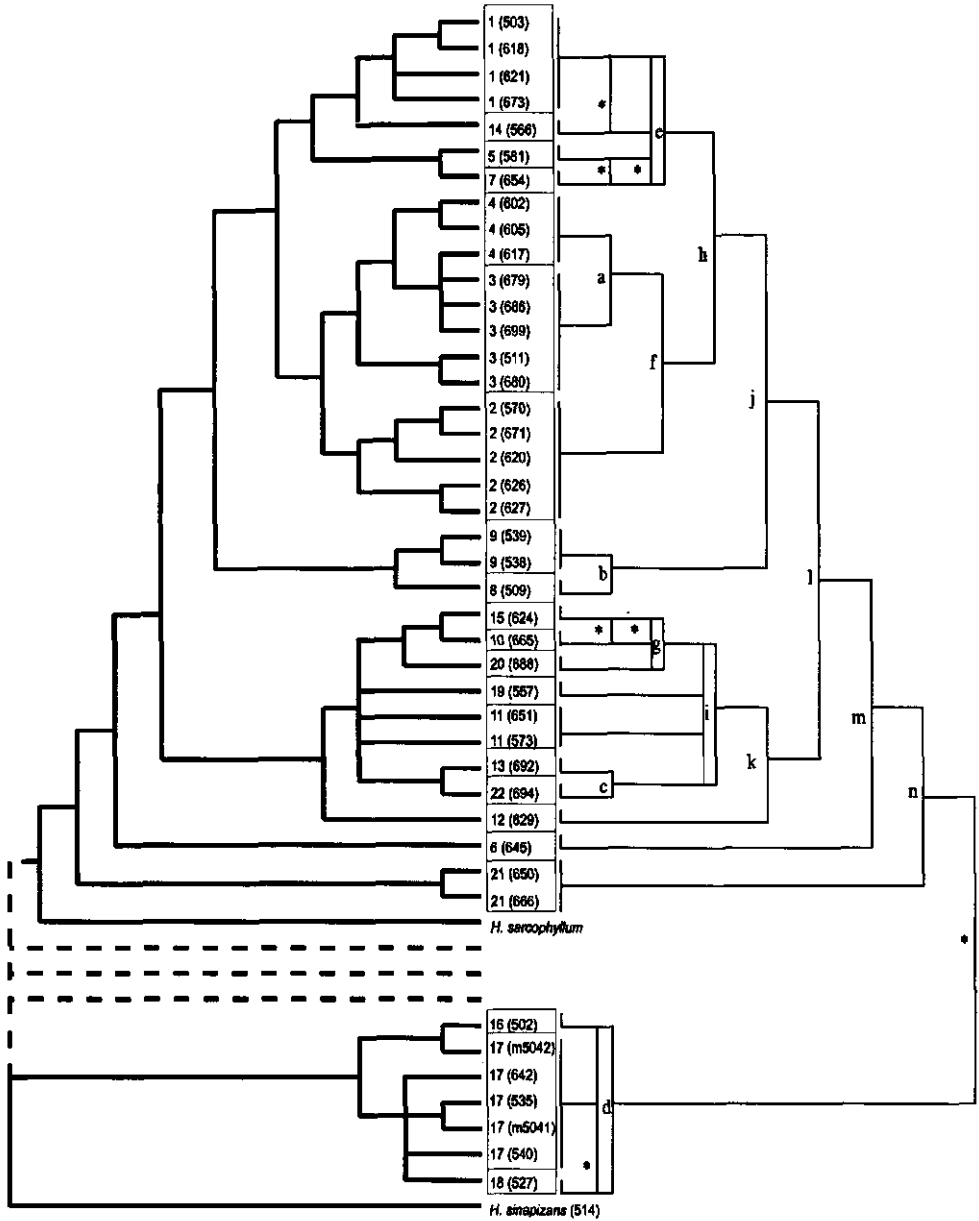 1 (503)
1 (618)
1 (621)
1 (673)
14 (566)
5 (581)
7 (654)
4 (602)
4 (605)
4 (617)
3 (679)
3 (686)
3 (699)
3 (511)
3 (680)
2 (570)
2 (671)
2 (620)
2 (626)
2 (627)
9 (539)
9 (538)
8 (509)
15 (624)
10 (665)
20 (688)
19 (557)
11 (651)
11 (573)
13 (692)
22 (694)
12 (629)
6 (645)
21 (650)
21 (666)
H. sarcophyllum
16 (502)
17 (m5042)
17 (642)
17 (535)
17 (m5041)
17 (540)
18 (527)
H. sinapizans (514)
*
e
*
*
h
a
f
j
b
l
*
*
g
i
m
k
c
n
*
d
*